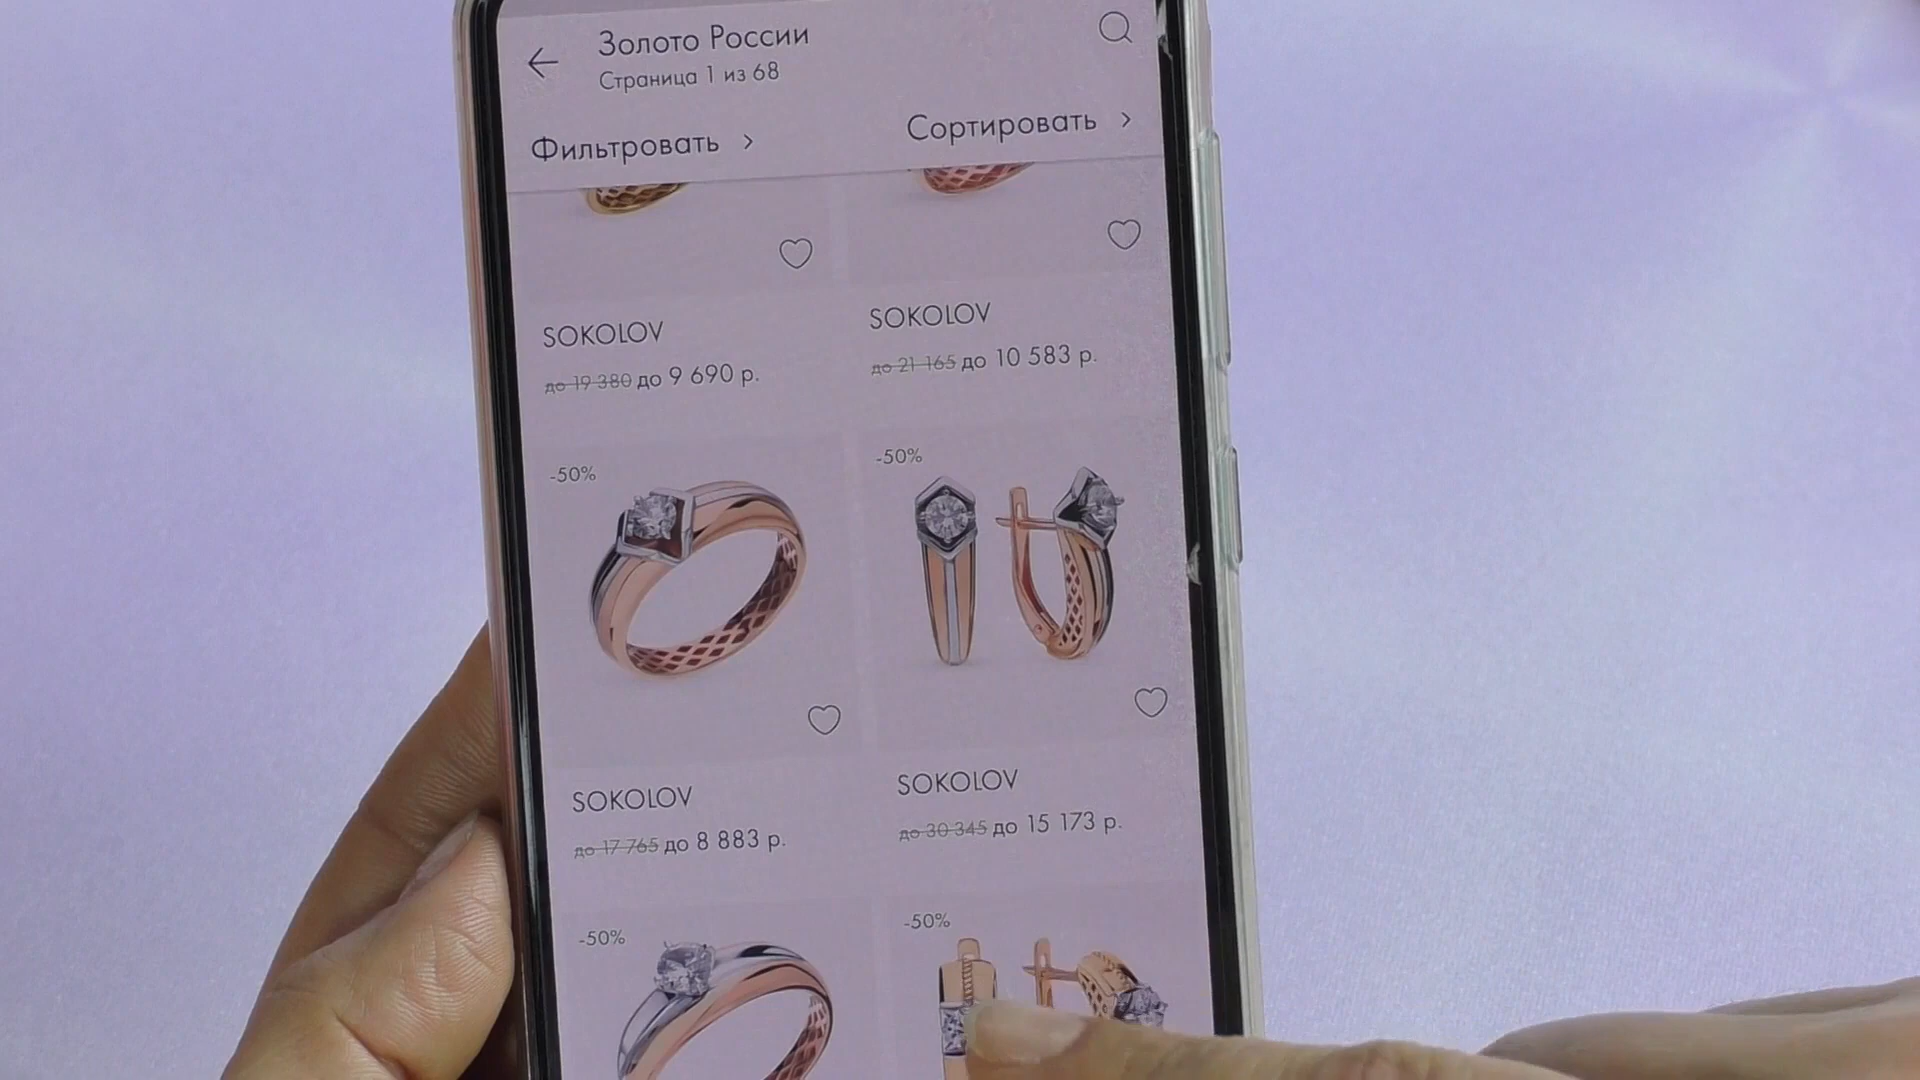 Золото России
Страница 1 из 68
Фильтровать
Сортировать
SOKOLOV
SOKOLOV
до 19 380 до 9 690 р.
до 21 165 до 10 583 р.
-50%
-50%
SOKOLOV
SOKOLOV
до 17 765 до 8 883 р.
до 30 345 до 15 173 р.
-50%
-50%